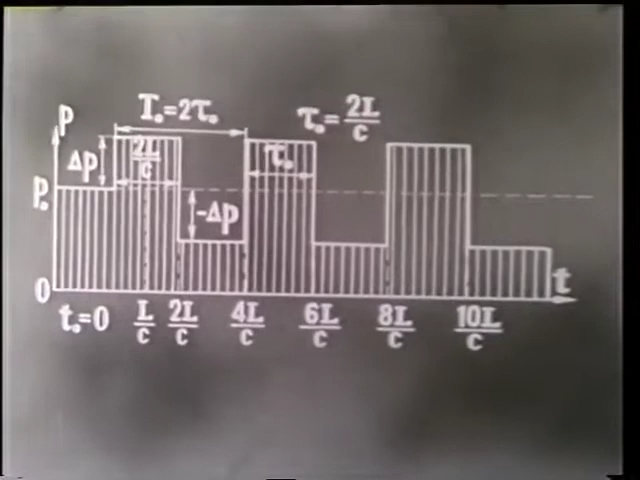 T₀=2τ₀
τ₀=2L/c
P
Δp
2L/c
τ₀
P₀
-Δp
0
t
t₀=0 L/c 2L/c 4L/c 6L/c 8L/c 10L/c